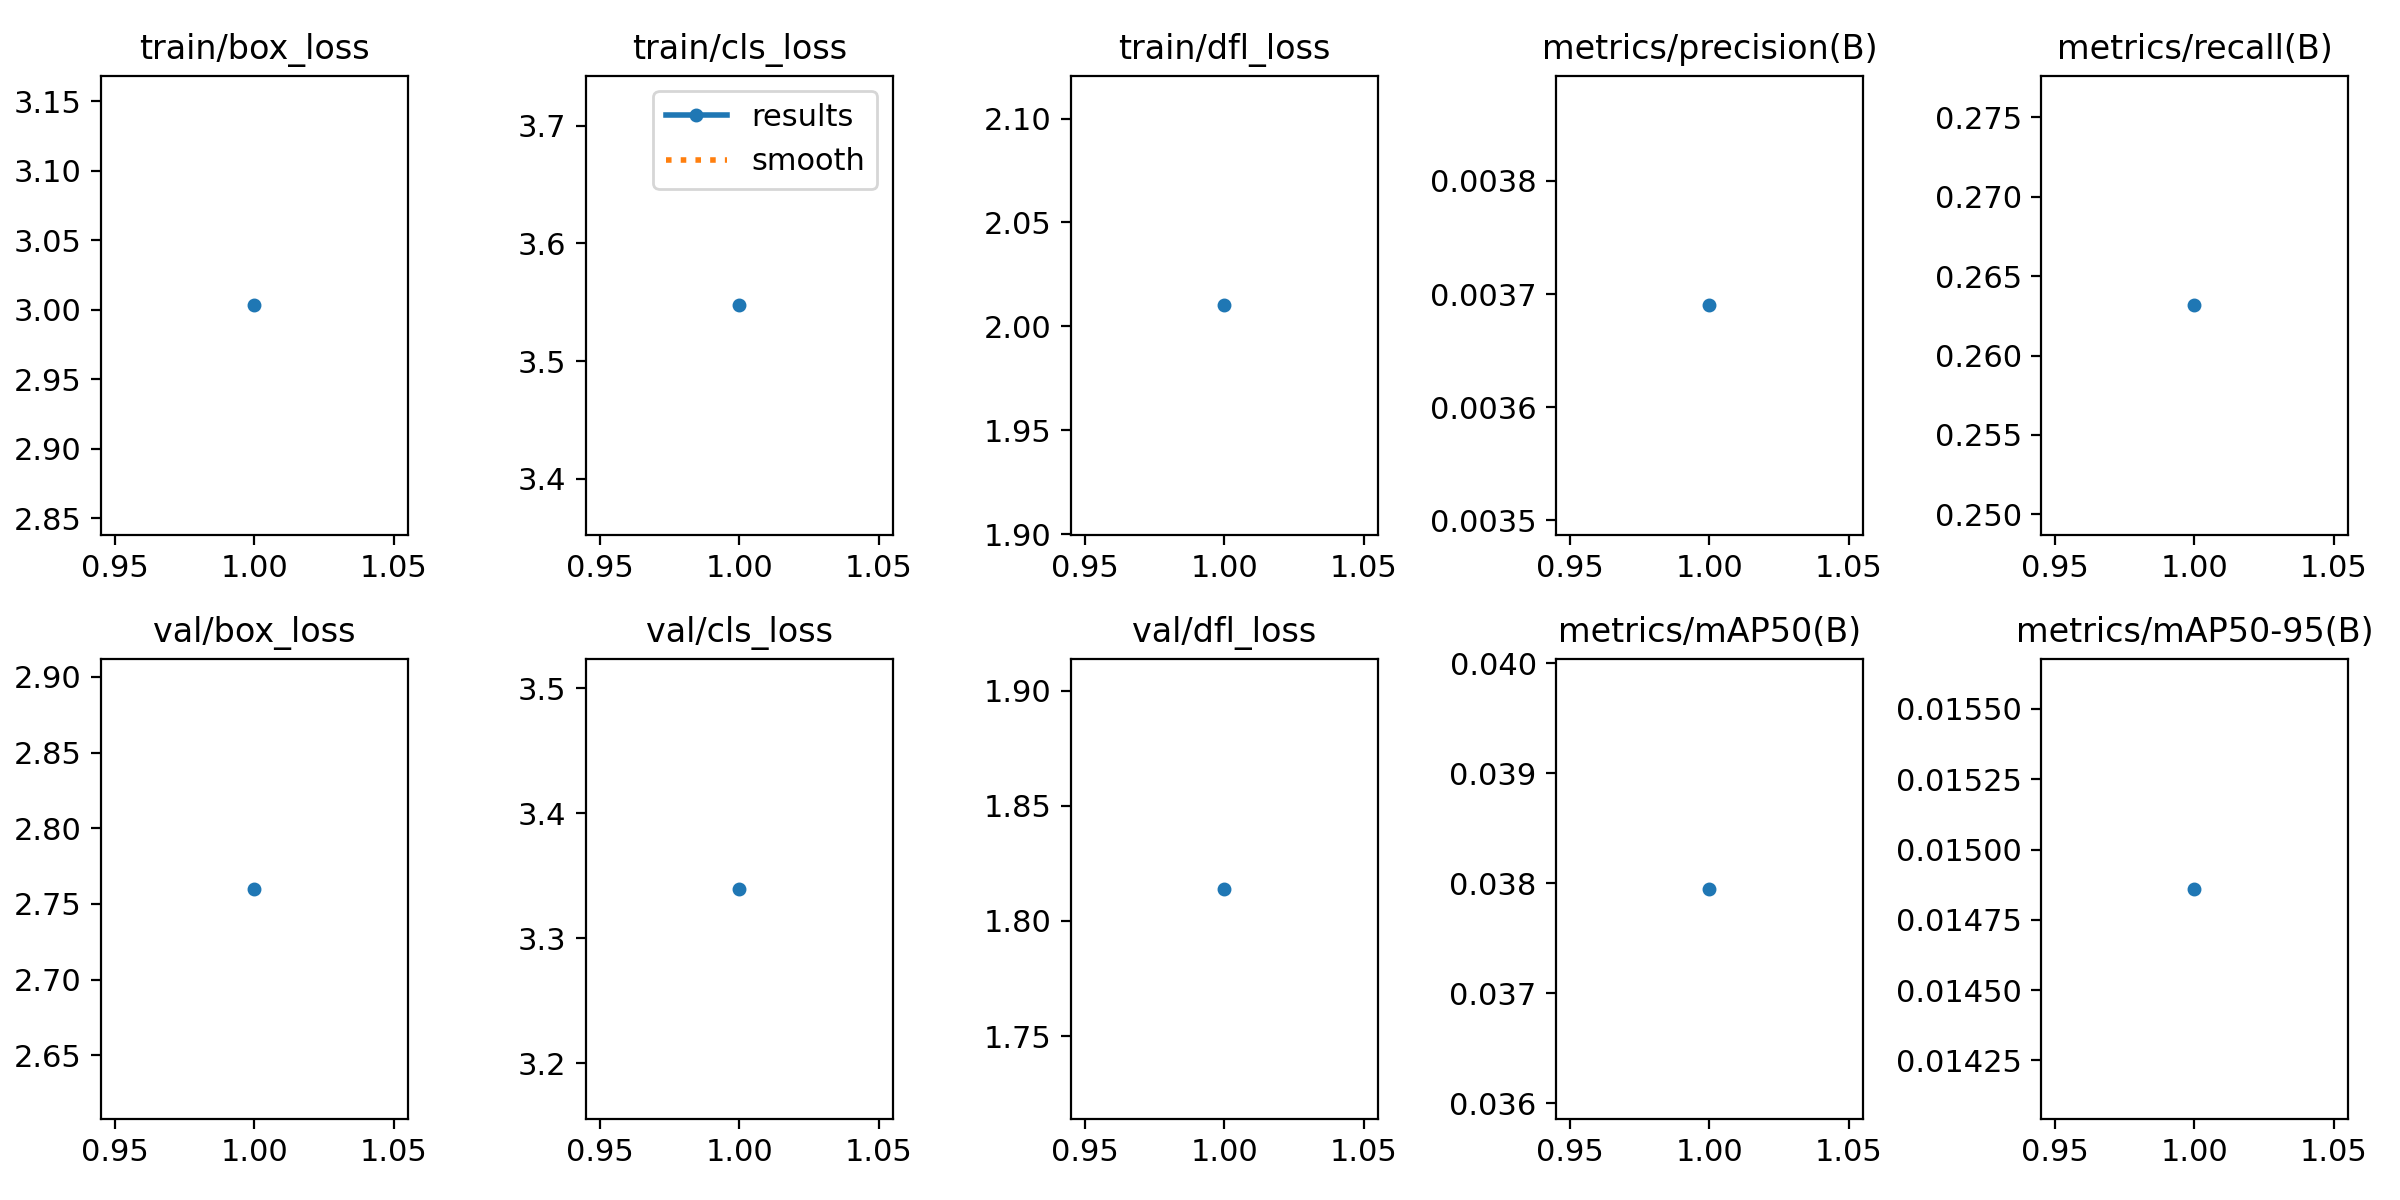 train/box_loss
3.15
3.10
3.05
3.00
2.95
2.90
2.85
0.95 1.00 1.05
train/cls_loss
results
smooth
3.7
3.6
3.5
3.4
0.95 1.00 1.05
train/dfl_loss
2.10
2.05
2.00
1.95
1.90
0.95 1.00 1.05
metrics/precision(B)
0.0038
0.0037
0.0036
0.0035
0.95 1.00 1.05
metrics/recall(B)
0.275
0.270
0.265
0.260
0.255
0.250
0.95 1.00 1.05
val/box_loss
2.90
2.85
2.80
2.75
2.70
2.65
0.95 1.00 1.05
val/cls_loss
3.5
3.4
3.3
3.2
0.95 1.00 1.05
val/dfl_loss
1.90
1.85
1.80
1.75
0.95 1.00 1.05
metrics/mAP50(B)
0.040
0.039
0.038
0.037
0.036
0.95 1.00 1.05
metrics/mAP50-95(B)
0.01550
0.01525
0.01500
0.01475
0.01450
0.01425
0.95 1.00 1.05